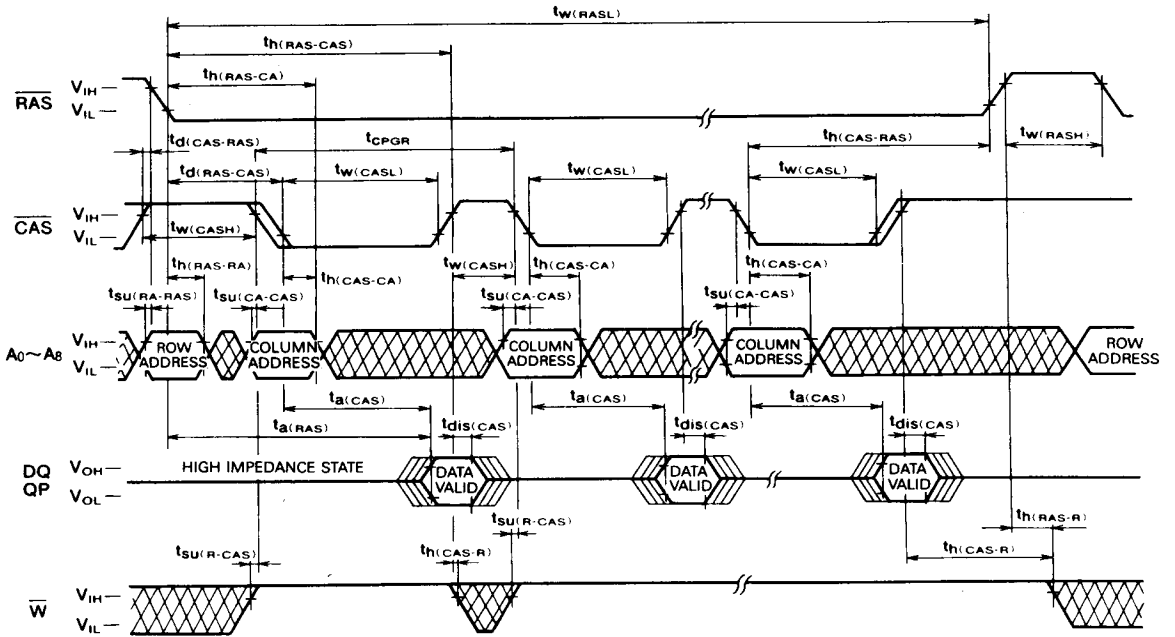 tw(RASL)
th(RAS-CAS)
th(RAS-CA)
RAS
VIH
VIL
td(CAS-RAS)
tCPGR
th(CAS-RAS)
tw(RASH)
td(RAS-CAS)
tw(CASL)
tw(CASL)
tw(CASL)
CAS
VIH
VIL
tw(CASH)
th(RAS-RA)
th(CAS-CA)
tw(CASH)
th(CAS-CA)
th(CAS-CA)
tsu(RA-RAS)
tsu(CA-CAS)
tsu(CA-CAS)
tsu(CA-CAS)
A0~A8
VIH
VIL
ROW ADDRESS
COLUMN ADDRESS
COLUMN ADDRESS
COLUMN ADDRESS
ROW ADDRESS
ta(CAS)
ta(CAS)
ta(CAS)
ta(RAS)
tdis(CAS)
tdis(CAS)
tdis(CAS)
DQ
QP
VOH
VOL
HIGH IMPEDANCE STATE
DATA VALID
DATA VALID
DATA VALID
tsu(R-CAS)
th(RAS-R)
tsu(R-CAS)
th(CAS-R)
th(CAS-R)
W
VIH
VIL